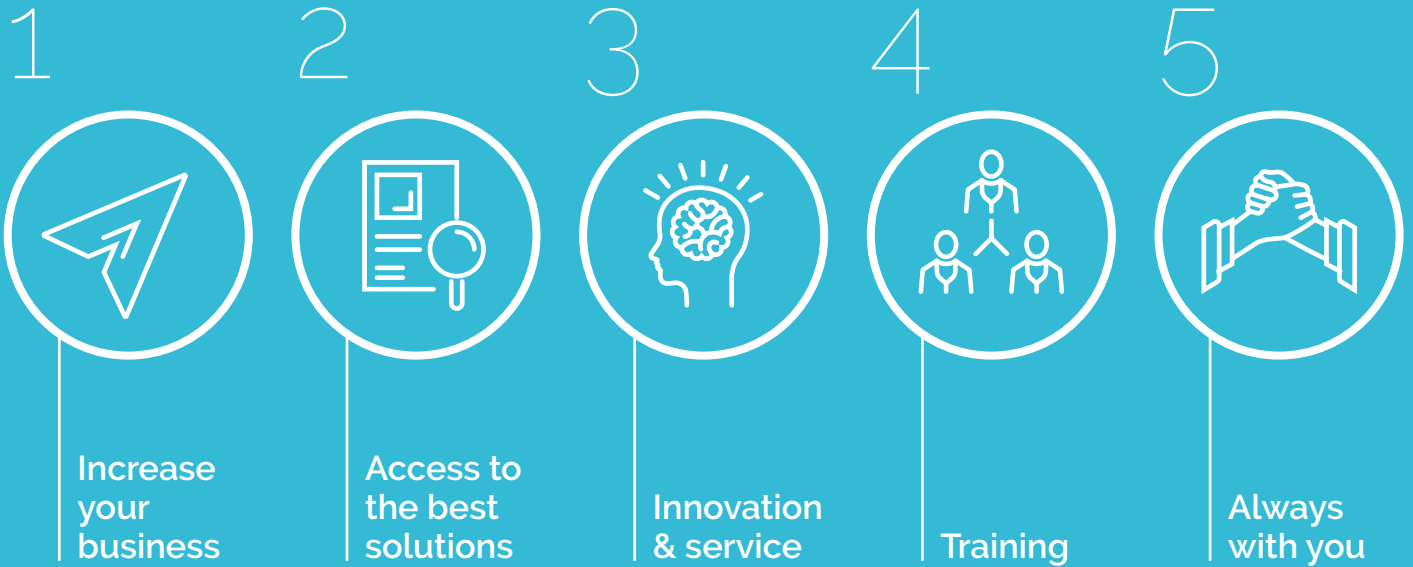 1
2
3
4
5
Increase
your
business
Access to
the best
solutions
Innovation
& service
Training
Always
with you